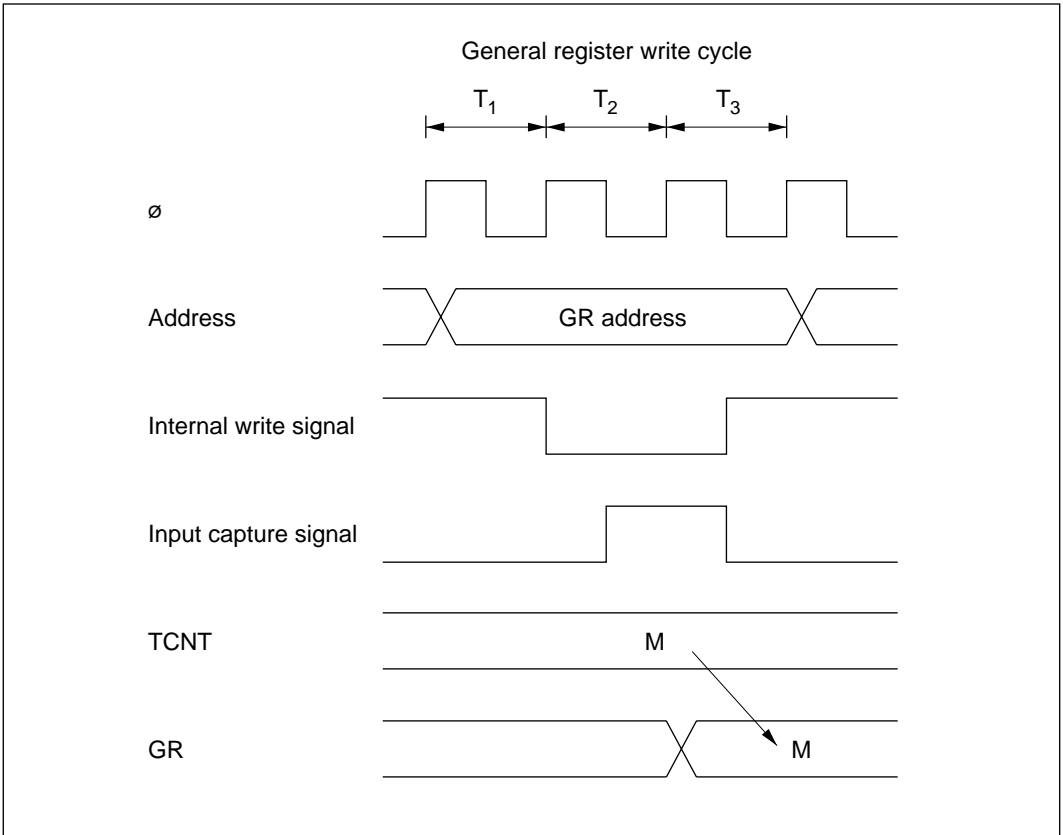 General register write cycle
T1 T2 T3
ø
Address GR address
Internal write signal
Input capture signal
TCNT M
GR M